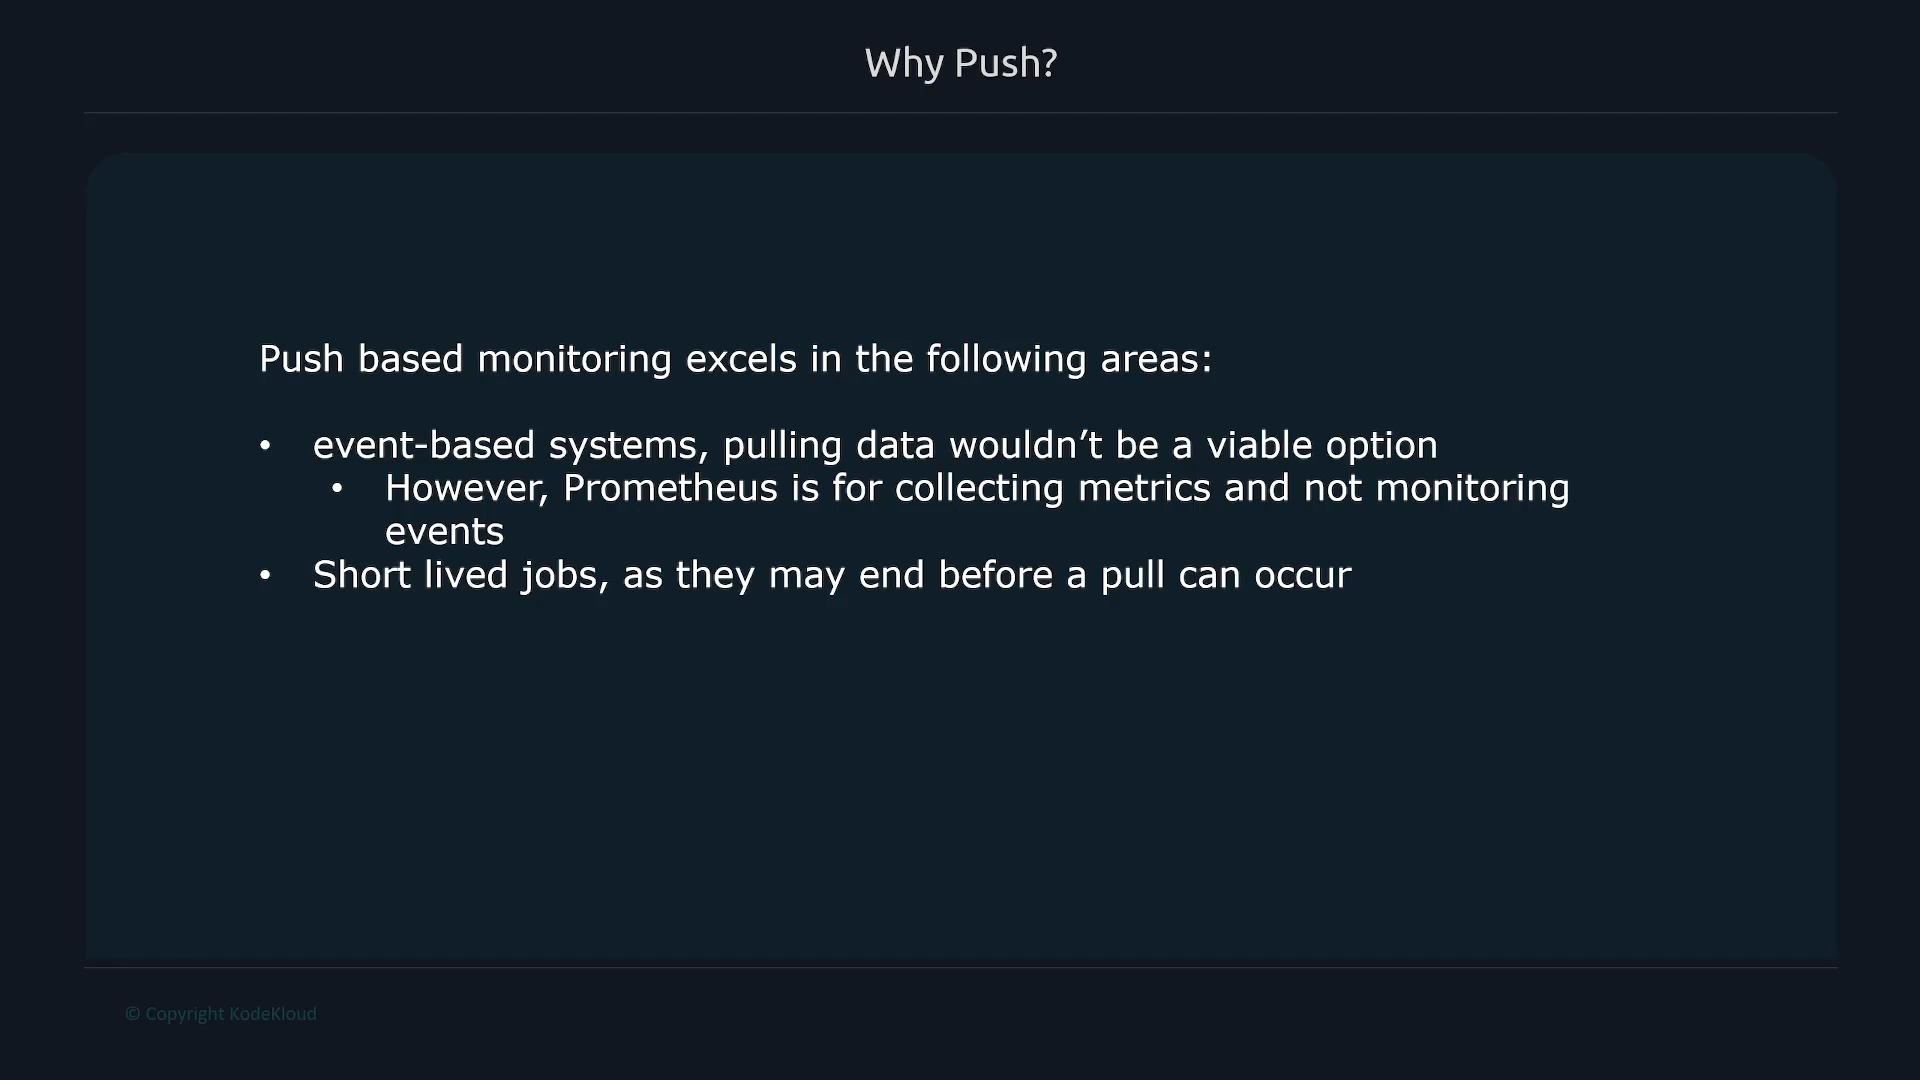 Why Push?
Push based monitoring excels in the following areas:
• event-based systems, pulling data wouldn’t be a viable option
• However, Prometheus is for collecting metrics and not monitoring
events
• Short lived jobs, as they may end before a pull can occur
© Copyright KodeKloud